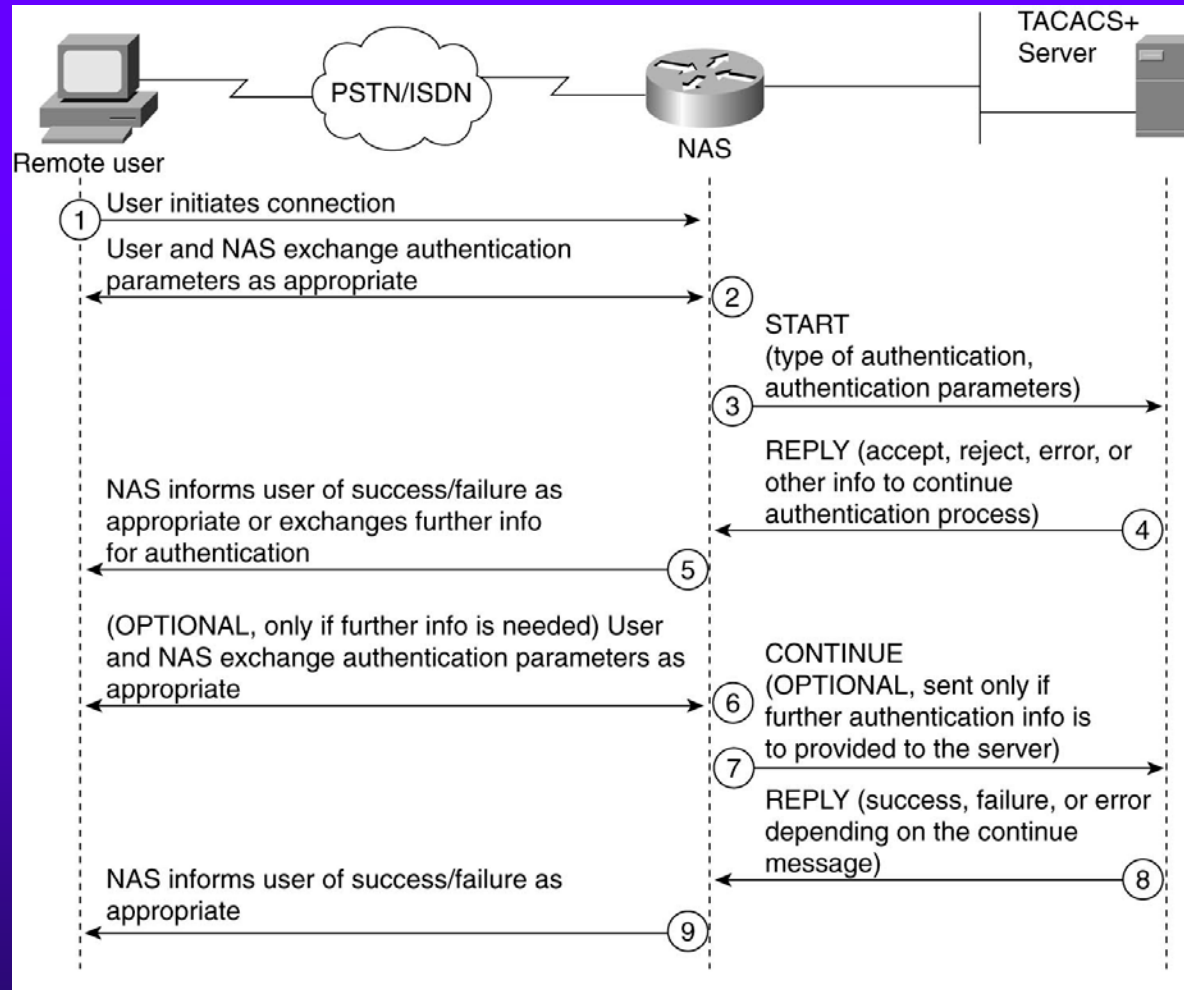 TACACS+
Server
PSTN/ISDN
NAS
Remote user
1
User initiates connection
User and NAS exchange authentication
parameters as appropriate
2
START
(type of authentication,
authentication parameters)
3
REPLY (accept, reject, error, or
other info to continue
authentication process)
4
NAS informs user of success/failure as
appropriate or exchanges further info
for authentication
5
(OPTIONAL, only if further info is needed) User
and NAS exchange authentication parameters as
appropriate
6
CONTINUE
(OPTIONAL, sent only if
further authentication info is
to provided to the server)
7
REPLY (success, failure, or error
depending on the continue
message)
8
NAS informs user of success/failure as
appropriate
9